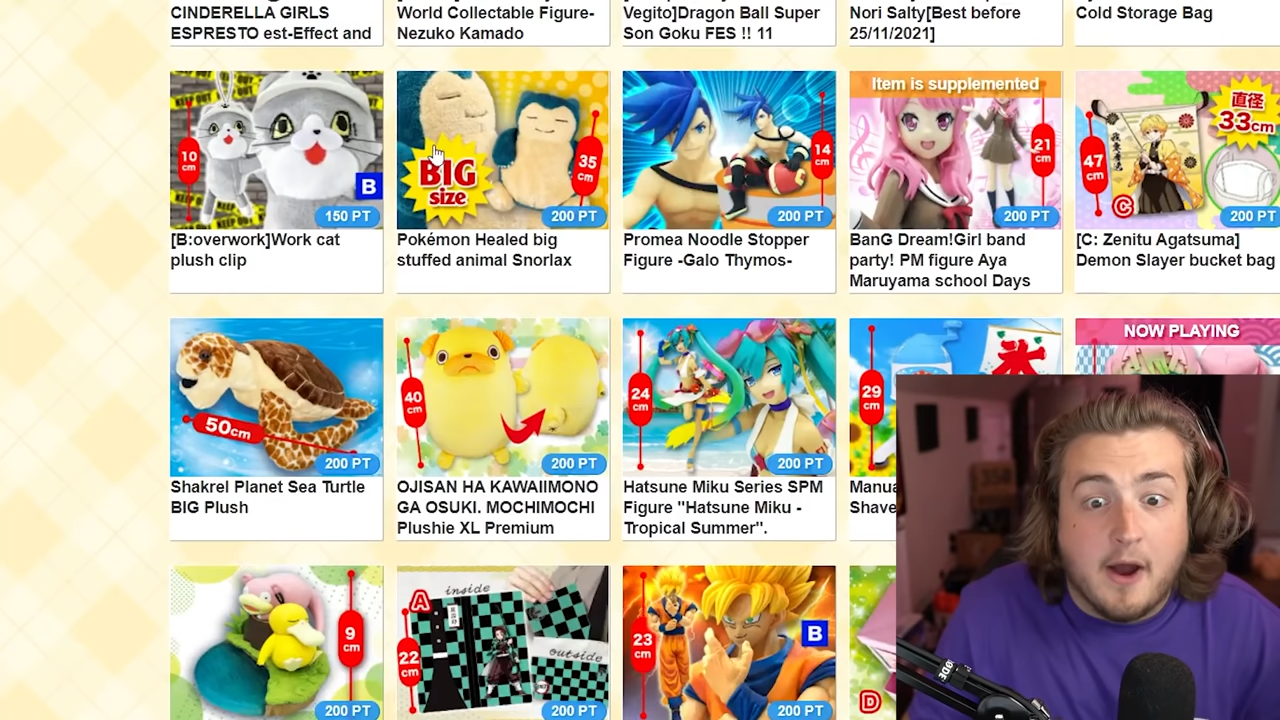 CINDERELLA GIRLS
ESPRESTO est-Effect and
World Collectable Figure-
Nezuko Kamado
Vegito]Dragon Ball Super
Son Goku FES !! 11
Nori Salty[Best before
25/11/2021]
Cold Storage Bag
KEEP OUT
10 cm
B
150 PT
[B:overwork]Work cat
plush clip
BIG
size
35 cm
200 PT
Pokémon Healed big
stuffed animal Snorlax
14 cm
200 PT
Promea Noodle Stopper
Figure -Galo Thymos-
Item is supplemented
21 cm
200 PT
BanG Dream!Girl band
party! PM figure Aya
Maruyama school Days
直径
33cm
47 cm
C
200 PT
[C: Zenitu Agatsuma]
Demon Slayer bucket bag
50cm
200 PT
Shakrel Planet Sea Turtle
BIG Plush
40 cm
200 PT
OJISAN HA KAWAIIMONO
GA OSUKI. MOCHIMOCHI
Plushie XL Premium
24 cm
200 PT
Hatsune Miku Series SPM
Figure "Hatsune Miku -
Tropical Summer".
29 cm
氷
Manua
Shave
NOW PLAYING
9 cm
200 PT
inside
A
22 cm
outside
200 PT
23 cm
B
200 PT
D
RØDE